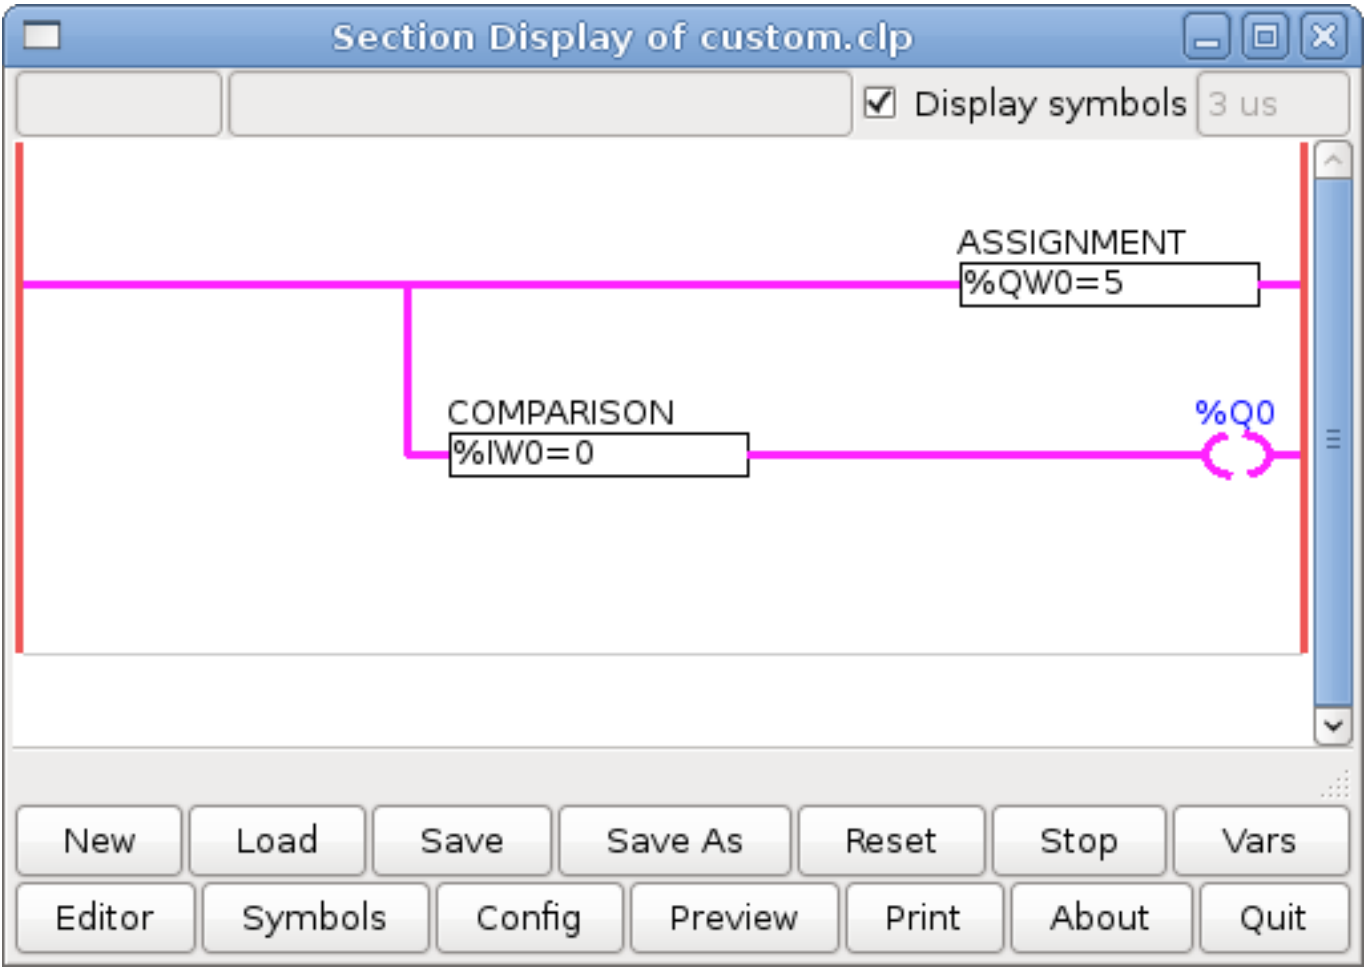 Section Display of custom.clp
Display symbols 3 us
ASSIGNMENT
%QW0=5
COMPARISON %Q0
%IW0=0
New Load Save Save As Reset Stop Vars
Editor Symbols Config Preview Print About Quit